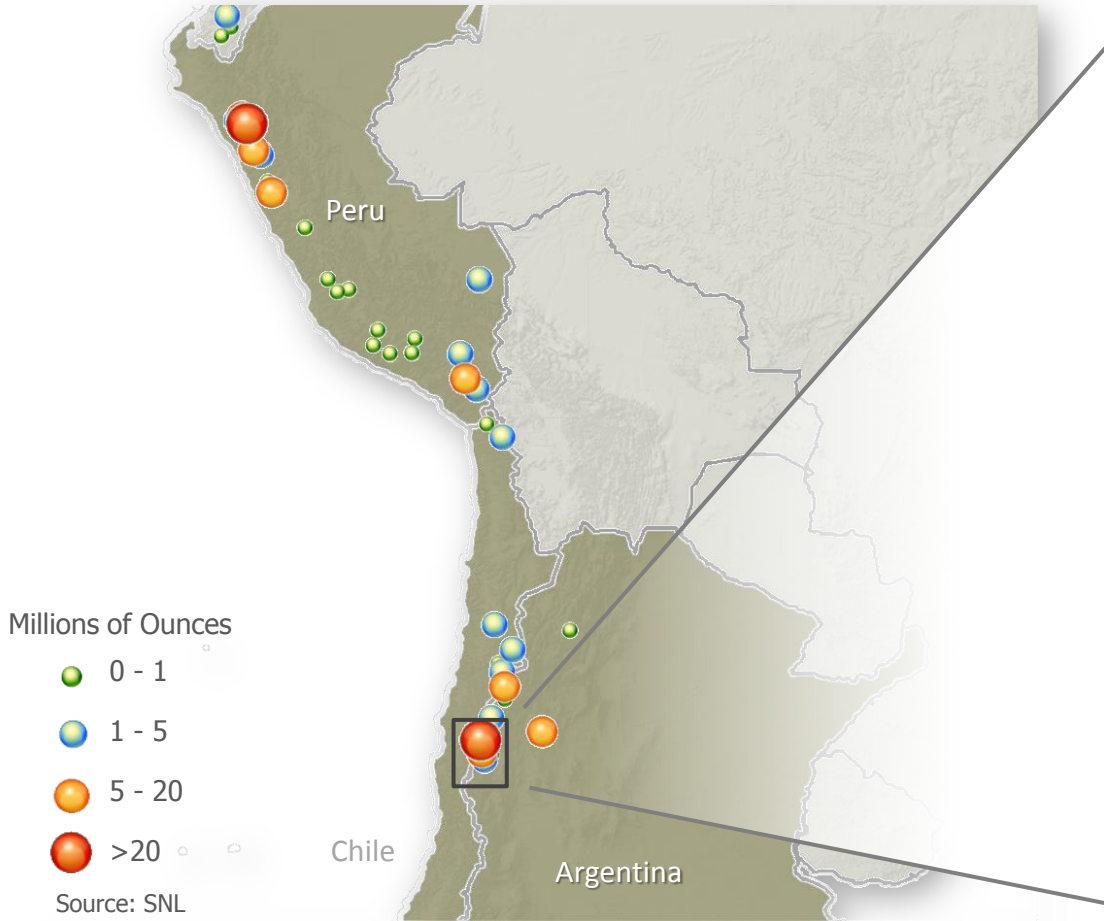 Peru
Millions of Ounces
0 - 1
1 - 5
5 - 20
>20
Chile
Argentina
Source: SNL